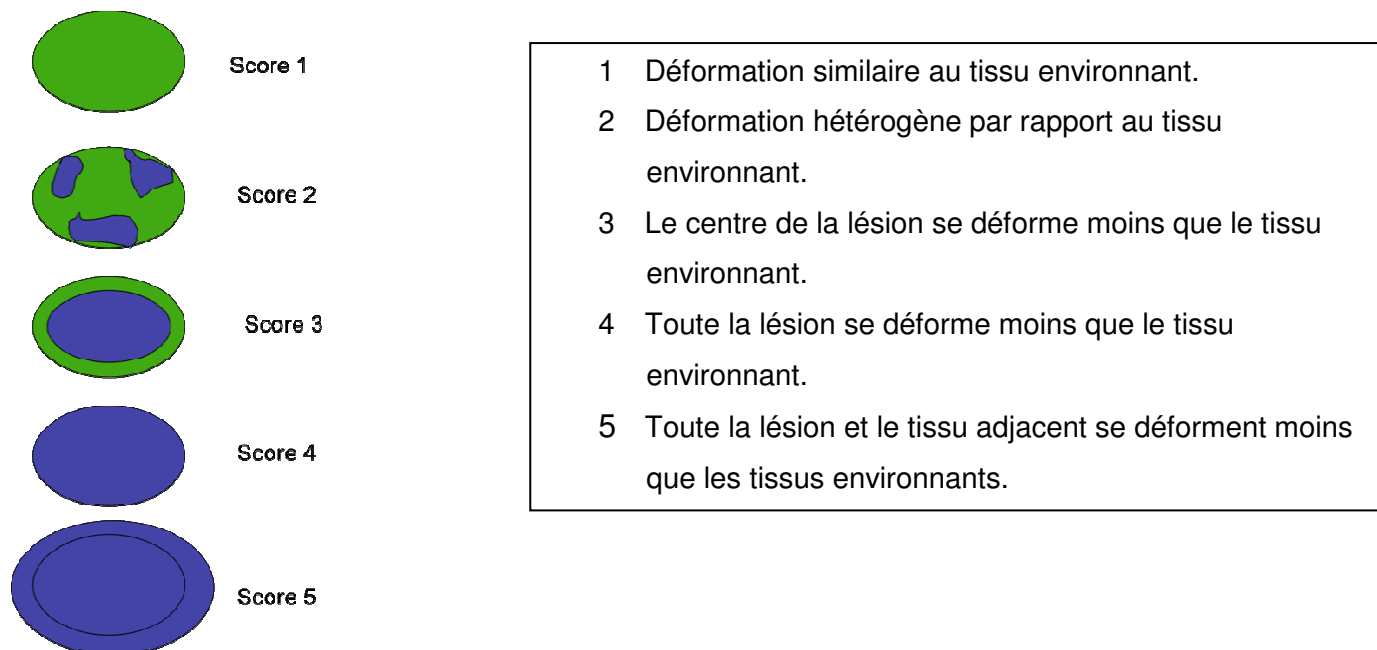 Score 1
Score 2
Score 3
Score 4
Score 5
1 Déformation similaire au tissu environnant.
2 Déformation hétérogène par rapport au tissu
environnant.
3 Le centre de la lésion se déforme moins que le tissu
environnant.
4 Toute la lésion se déforme moins que le tissu
environnant.
5 Toute la lésion et le tissu adjacent se déforment moins
que les tissus environnants.